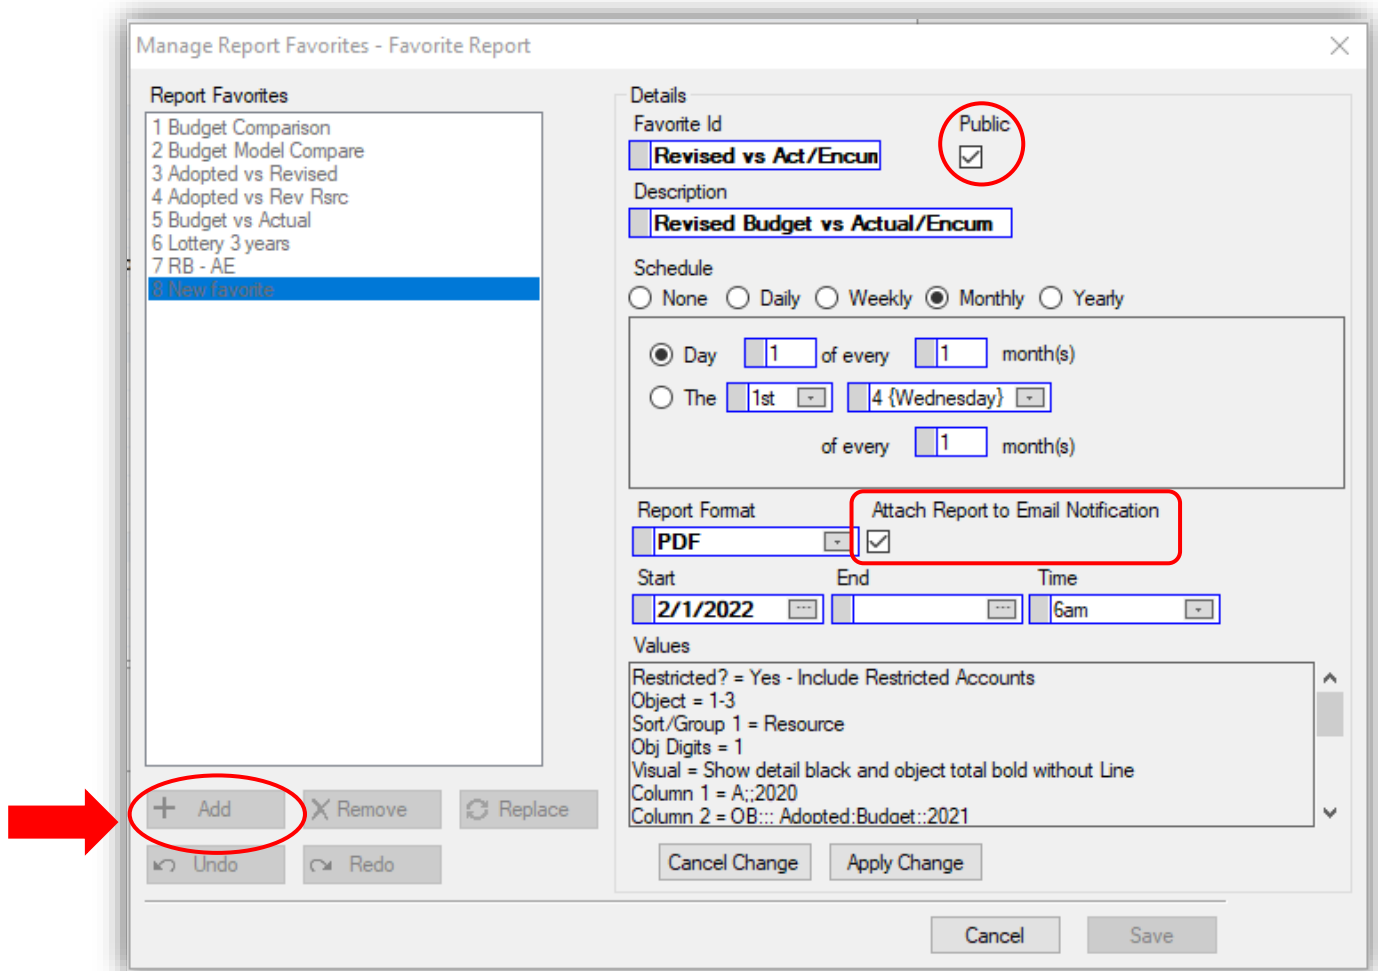 Manage Report Favorites - Favorite Report
Report Favorites
1 Budget Comparison
2 Budget Model Compare
3 Adopted vs Revised
4 Adopted vs Rev Rsrc
5 Budget vs Actual
6 Lottery 3 years
7 RB - AE
8 New favorite
Add Remove Replace
Undo Redo
Details
Favorite Id Public
Revised vs Act/Encum
Description
Revised Budget vs Actual/Encum
Schedule
None Daily Weekly Monthly Yearly
Day 1 of every 1 month(s)
The 1st 4 {Wednesday}
of every 1 month(s)
Report Format Attach Report to Email Notification
PDF
Start End Time
2/1/2022 6am
Values
Restricted? = Yes - Include Restricted Accounts
Object = 1-3
Sort/Group 1 = Resource
Obj Digits = 1
Visual = Show detail black and object total bold without Line
Column 1 = A;;2020
Column 2 = OB::: Adopted:Budget::2021
Cancel Change Apply Change
Cancel Save